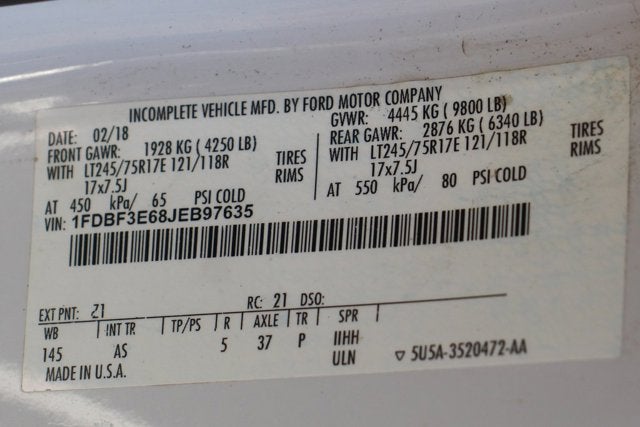 INCOMPLETE VEHICLE MFD. BY FORD MOTOR COMPANY
DATE: 02/18
GVWR: 4445 KG ( 9800 LB)
FRONT GAWR: 1928 KG ( 4250 LB)
REAR GAWR: 2876 KG ( 6340 LB)
WITH LT245/75R17E 121/118R TIRES
WITH LT245/75R17E 121/118R TIRES
17x7.5J RIMS
17x7.5J RIMS
AT 450 kPa/ 65 PSI COLD
AT 550 kPa/ 80 PSI COLD
VIN: 1FDBF3E68JEB97635
EXT PNT: Z1 RC: 21 DSO:
WB INT TR TP/PS R AXLE TR SPR
145 AS 5 37 P IIHH
ULN ▽ 5U5A-3520472-AA
MADE IN U.S.A.